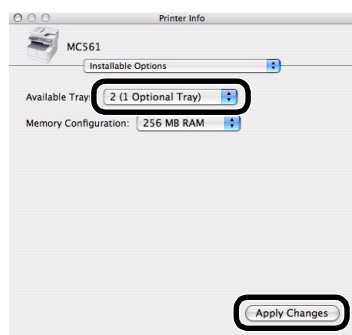 Printer Info
MC561
Installable Options
Available Tray: 2 (1 Optional Tray)
Memory Configuration: 256 MB RAM
Apply Changes